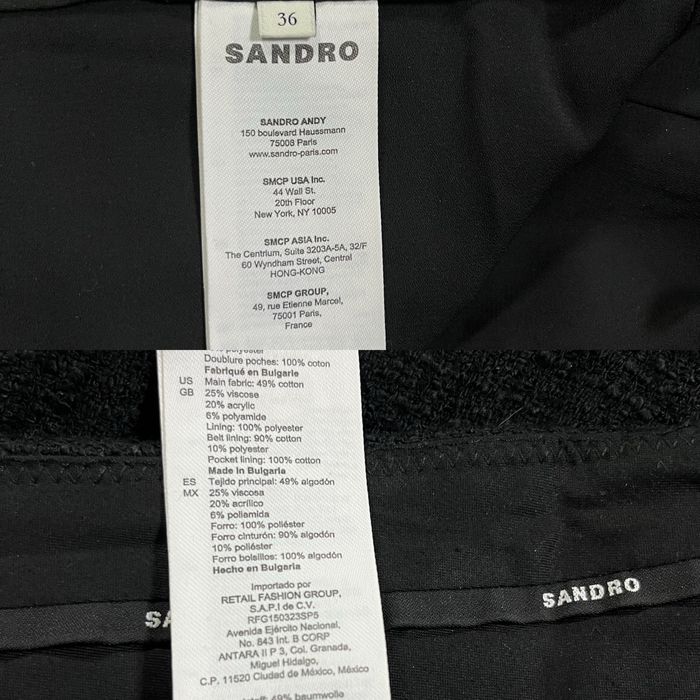 36
SANDRO
SANDRO ANDY
150 boulevard Haussmann
75008 Paris
www.sandro-paris.com
SMCP USA Inc.
44 Wall St.
20th Floor
New York, NY 10005
SMCP ASIA Inc.
The Centrium, Suite 3203A-5A, 32/F
60 Wyndham Street, Central
HONG-KONG
SMCP GROUP,
49, rue Etienne Marcel,
75001 Paris,
France
Doublure poches: 100% coton
Fabriqué en Bulgarie
US Main fabric: 49% cotton
GB 25% viscose
20% acrylic
6% polyamide
Lining: 100% polyester
Belt lining: 90% cotton
10% polyester
Pocket lining: 100% cotton
Made In Bulgaria
ES Tejido principal: 49% algodón
MX 25% viscosa
20% acrílico
6% poliamida
Forro: 100% poliéster
Forro cinturón: 90% algodón
10% poliéster
Forro bolsillos: 100% algodón
Hecho en Bulgaria
Importado por
RETAIL FASHION GROUP,
S.A.P.I de C.V.
RFG150323SP5
Avenida Ejército Nacional,
No. 843 Int. B CORP
ANTARA II P 3, Col. Granada,
Miguel Hidalgo,
C.P. 11520 Ciudad de México, México
49% baumwolle
SA
SANDRO